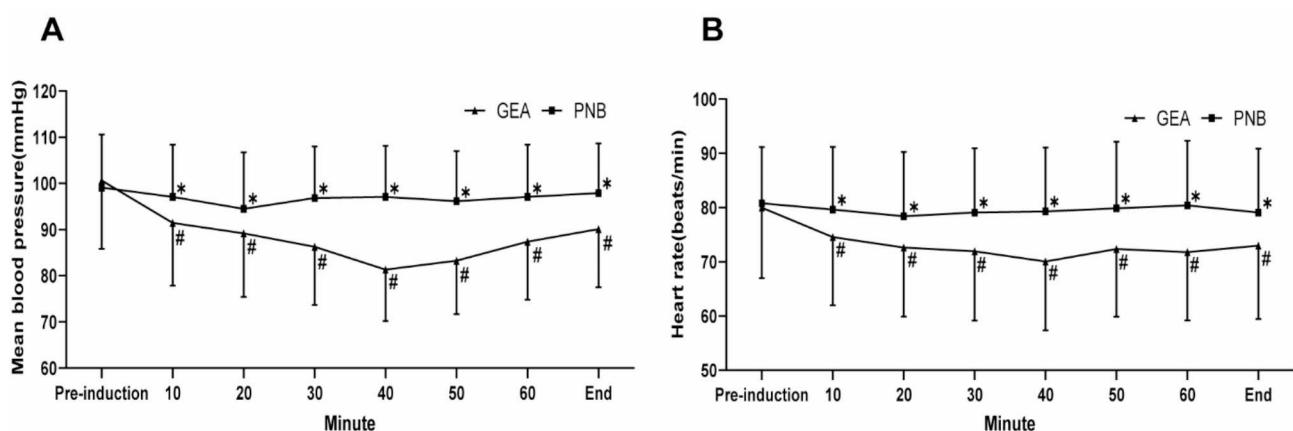 A
Mean blood pressure(mmHg)
120
110
100
90
80
70
60
GEA PNB
* * * * * * *
# # # # # # #
Pre-induction 10 20 30 40 50 60 End
Minute
B
Heart rate(beats/min)
100
90
80
70
60
50
GEA PNB
* * * * * * *
# # # # # # #
Pre-induction 10 20 30 40 50 60 End
Minute